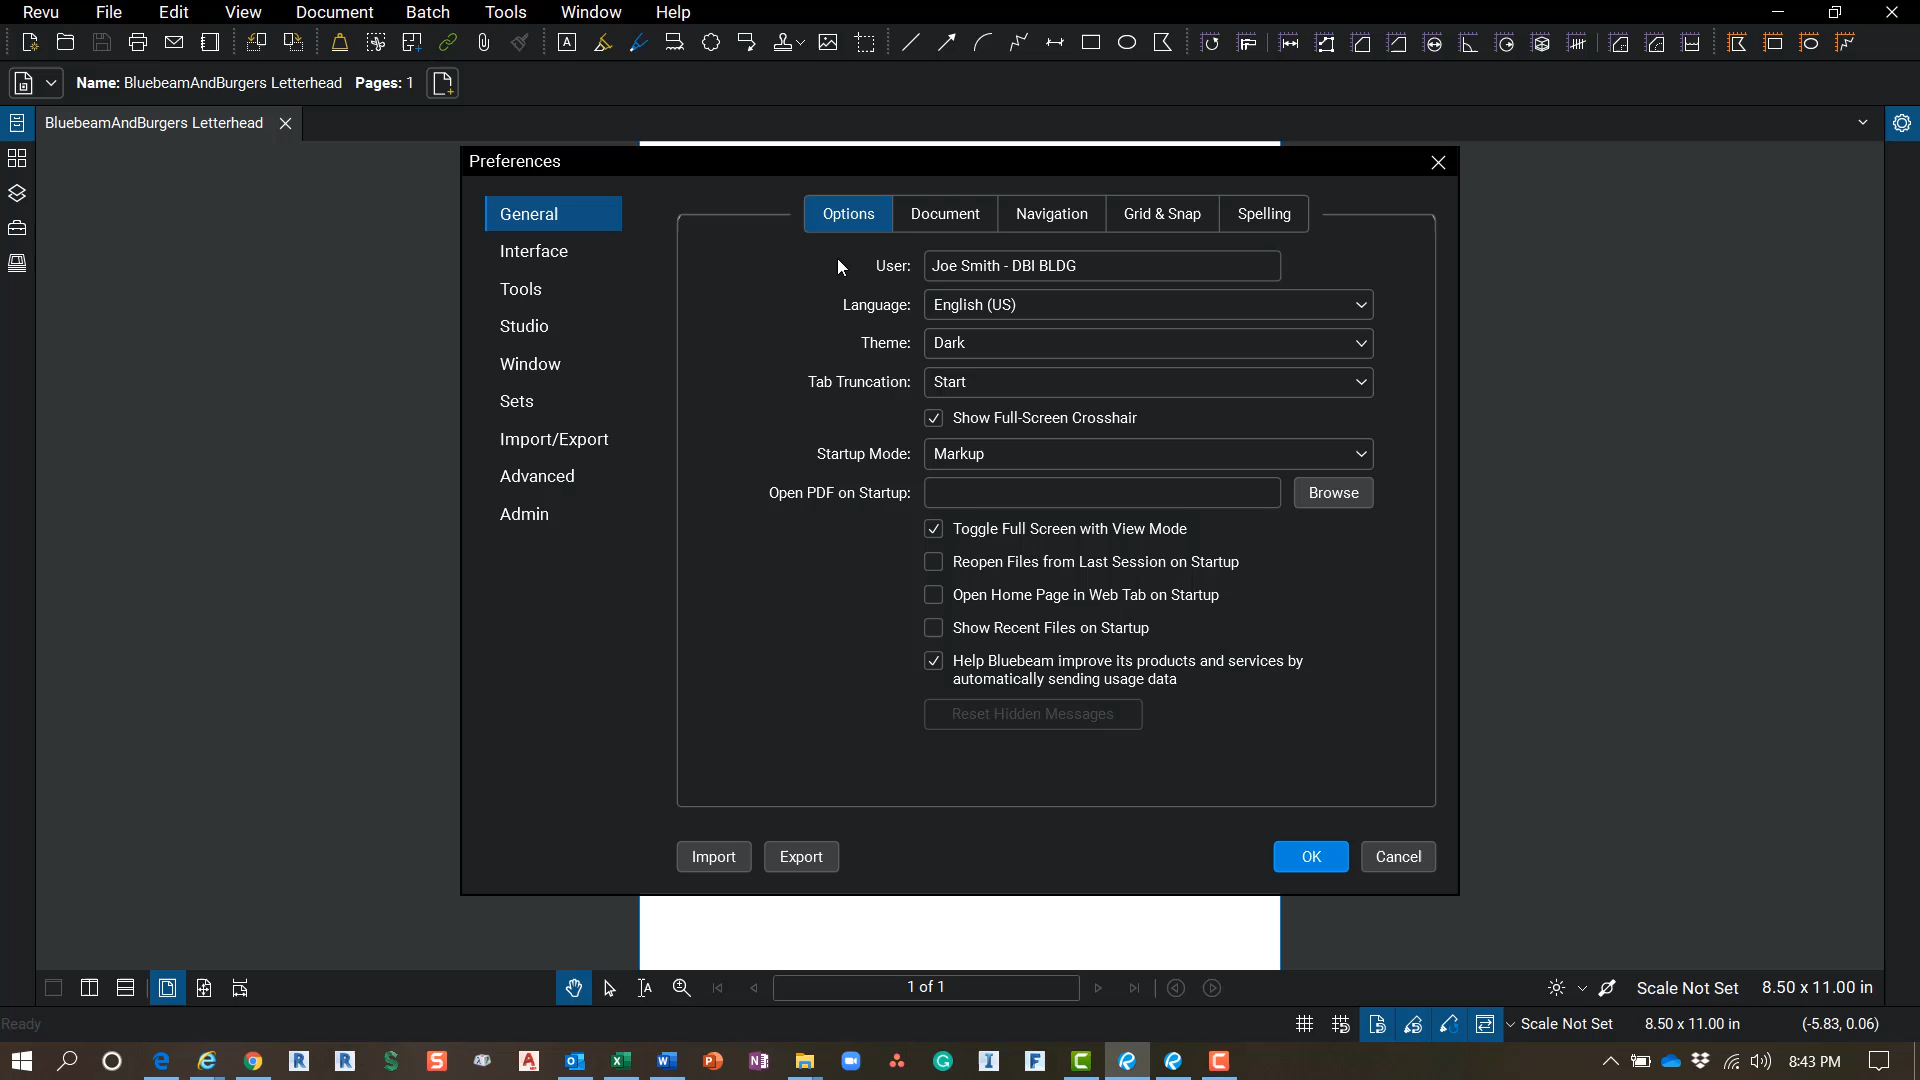 Revu File Edit View Document Batch Tools Window Help
Name: BluebeamAndBurgers Letterhead Pages: 1
BluebeamAndBurgers Letterhead
Preferences
General
Interface
Tools
Studio
Window
Sets
Import/Export
Advanced
Admin
Options Document Navigation Grid & Snap Spelling
User: Joe Smith - DBI BLDG
Language: English (US)
Theme: Dark
Tab Truncation: Start
Show Full-Screen Crosshair
Startup Mode: Markup
Open PDF on Startup: Browse
Toggle Full Screen with View Mode
Reopen Files from Last Session on Startup
Open Home Page in Web Tab on Startup
Show Recent Files on Startup
Help Bluebeam improve its products and services by
automatically sending usage data
Reset Hidden Messages
Import Export OK Cancel
1 of 1 Scale Not Set 8.50 x 11.00 in
Ready Scale Not Set 8.50 x 11.00 in (-5.83, 0.06)
8:43 PM